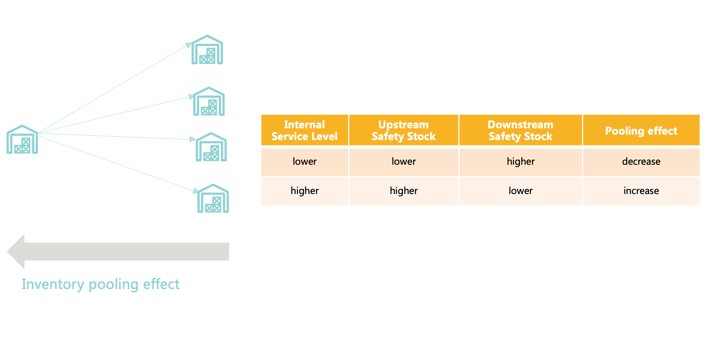 Internal Service Level
Upstream Safety Stock
Downstream Safety Stock
Pooling effect
lower
lower
higher
decrease
higher
higher
lower
increase
Inventory pooling effect